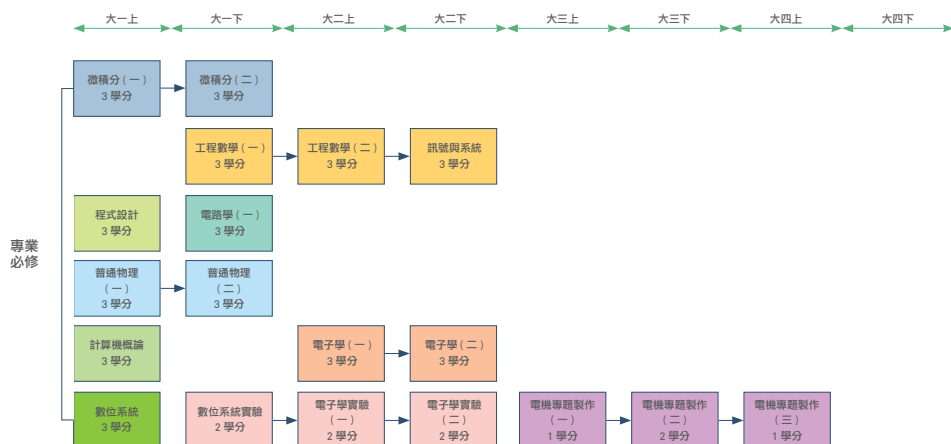 大一上 大一下 大二上 大二下 大三上 大三下 大四上 大四下
專業
必修
微積分(一)
3 學分
微積分(二)
3 學分
工程數學(一)
3 學分
工程數學(二)
3 學分
訊號與系統
3 學分
程式設計
3 學分
電路學(一)
3 學分
普通物理
(一)
3 學分
普通物理
(二)
3 學分
計算機概論
3 學分
電子學(一)
3 學分
電子學(二)
3 學分
數位系統
3 學分
數位系統實驗
2 學分
電子學實驗
(一)
2 學分
電子學實驗
(二)
2 學分
電機專題製作
(一)
1 學分
電機專題製作
(二)
2 學分
電機專題製作
(三)
1 學分